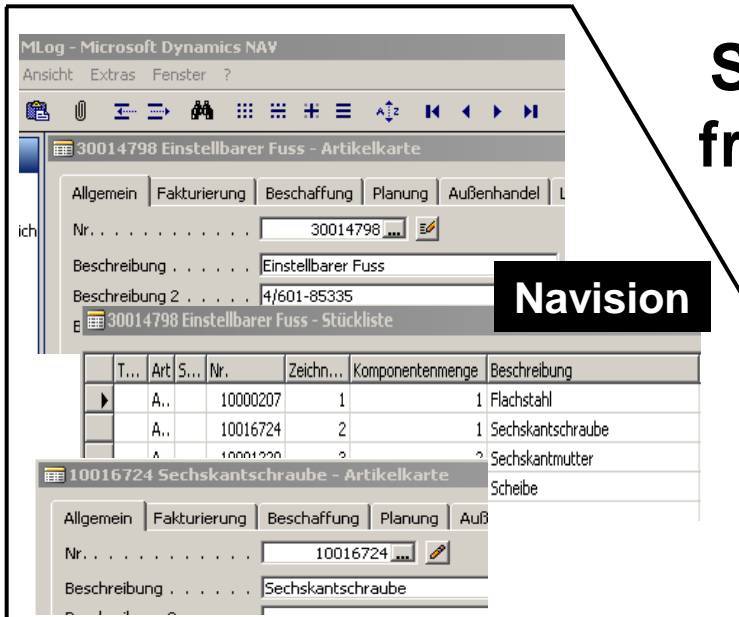 MLog - Microsoft Dynamics NAV
Ansicht Extras Fenster ?
30014798 Einstellbarer Fuss - Artikelkarte
Allgemein Fakturierung Beschaffung Planung Außenhandel L
ich
Nr. . . . . . . . . . . . . 30014798 ...
Beschreibung . . . . . . Einstellbarer Fuss
Beschreibung 2 . . . . . 4/601-85335
Navision
30014798 Einstellbarer Fuss - Stückliste
T... Art S... Nr. Zeichn... Komponentenmenge Beschreibung
A.. 10000207 1 1 Flachstahl
A.. 10016724 2 1 Sechskantschraube
Sechskantmutter
Scheibe
10016724 Sechskantschraube - Artikelkarte
Allgemein Fakturierung Beschaffung Planung Auß
Nr. . . . . . . . . . . . . 10016724 ...
Beschreibung . . . . . . Sechskantschraube
S
fr